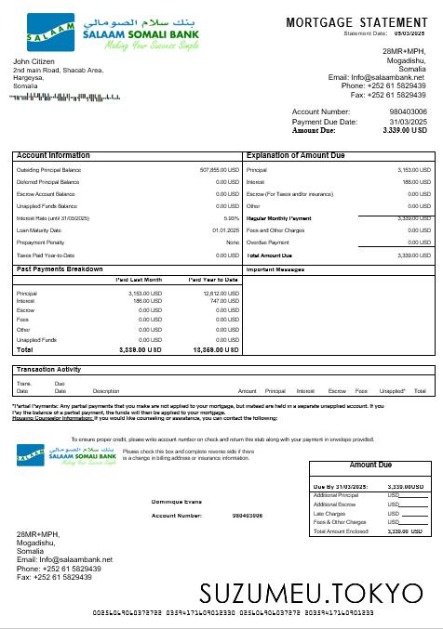 بنك سلام الصومالي
SALAAM SOMALI BANK
Making Your Success Simple
SALAAM
MORTGAGE STATEMENT
Statement Date: 05/03/2025
John Citizen
2nd main Road, Shacab Area,
Hargeysa,
Somalia
28MR+MPH,
Mogadishu,
Somalia
Email: Info@salaambank.net
Phone: +252 61 5829439
Fax: +252 61 5829439
Account Number: 980403006
Payment Due Date: 31/03/2025
Amount Due: 3,339.00 USD
Account Information
Outsiding Principal Balance 507,855.00 USD
Deferred Principal Balance 0.00 USD
Escrow Account Balance 0.00 USD
Unapplied Funds Balance 0.00 USD
Interest Rate (until 31/03/2025)
Loan Maturity Date 01.01.2025
Prepayment Penalty None
Taxes Paid Year-to-Date 0.00 USD
Explanation of Amount Due
Principal 3,153.00 USD
Interest 186.00 USD
Escrow (For Taxes and/or insurance) 0.00 USD
Other 0.00 USD
Regular Monthly Payment 3,339.00 USD
Fees and Other Charges 0.00 USD
Overdue Payment 0.00 USD
Total Amount Due 3,339.00 USD
Past Payments Breakdown
Paid Last Month Paid Year to Date
Principal 3,153.00 USD 12,612.00 USD
Interest 186.00 USD 747.00 USD
Escrow 0.00 USD 0.00 USD
Fees 0.00 USD 0.00 USD
Other 0.00 USD 0.00 USD
Unapplied Funds 0.00 USD 0.00 USD
Total 3,339.00 USD 13,359.00 USD
Important Messages
Transaction Activity
Trans. Date Due Date Description Amount Principal Interest Escrow Fees Unapplied* Total
*Partial Payments: Any partial payments that you make are not applied to your mortgage, but instead are held in a separate unapplied account. If you
Pay the balance of a partial payment, the funds will then be applied to your mortgage.
Housing Counselor Information: If you would like counseling or assistance, you can contact the following:
To ensure proper credit, please write account number on check and return this stub along with your payment in envelope provided.
SALAAM
بنك سلام الصومالي
SALAAM SOMALI BANK
Making Your Success Simple
Please check this box and complete reverse side if there
is a change in billing address or insurance information.
Dominique Evans
Account Number: 980403006
Amount Due
Due By 31/03/2025: 3,339.00USD
Additional Principal USD
Additional Escrow USD
Late Charges USD
Fees & Other Charges USD
Total Amount Enclosed 3,339.00 USD
28MR+MPH,
Mogadishu,
Somalia
Email: Info@salaambank.net
Phone: +252 61 5829439
Fax: +252 61 5829439
SUZUMEU.TOKYO